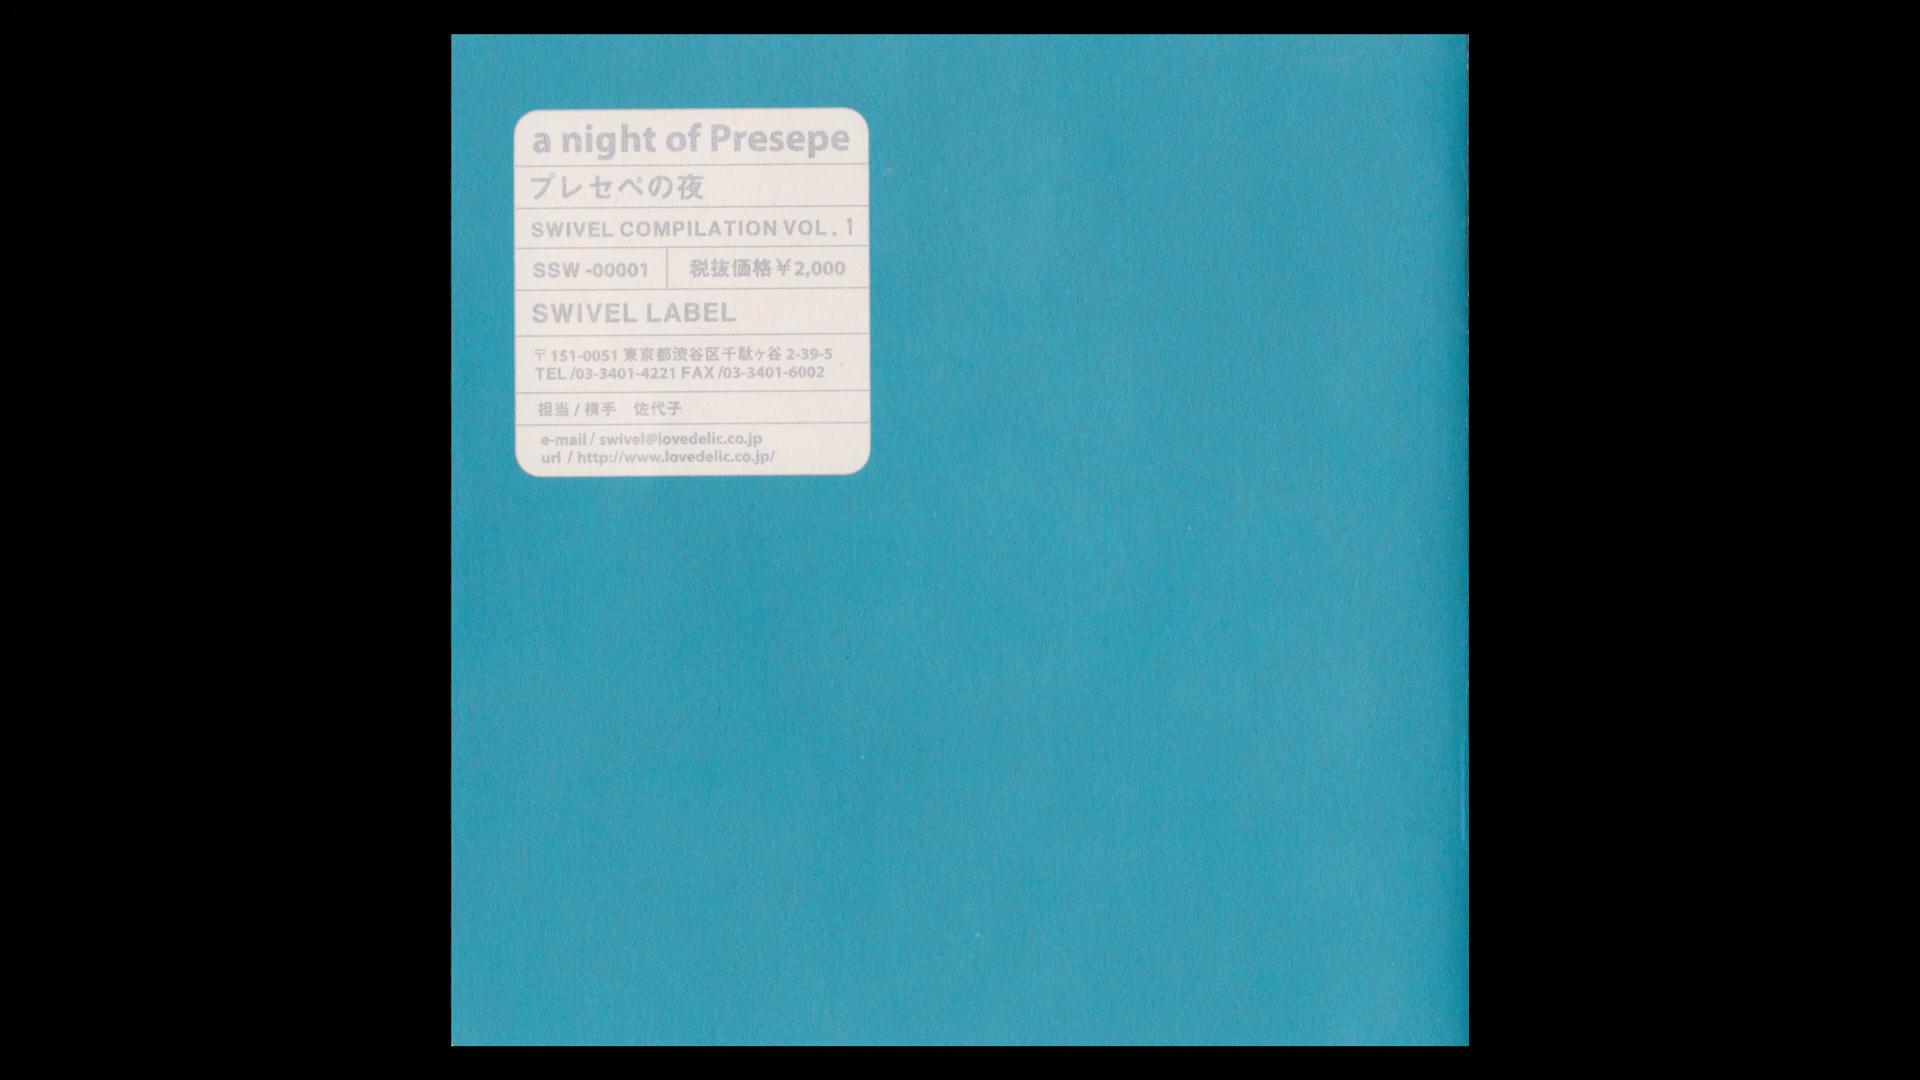 a night of Presepe
プレセペの夜
SWIVEL COMPILATION VOL. 1
SSW-00001 税抜価格¥2,000
SWIVEL LABEL
〒151-0051 東京都渋谷区千駄ヶ谷 2-39-5
TEL/03-3401-4221 FAX/03-3401-6002
担当/横手 佐代子
e-mail/ swivel@lovedelic.co.jp
url / http://www.lovedelic.co.jp/